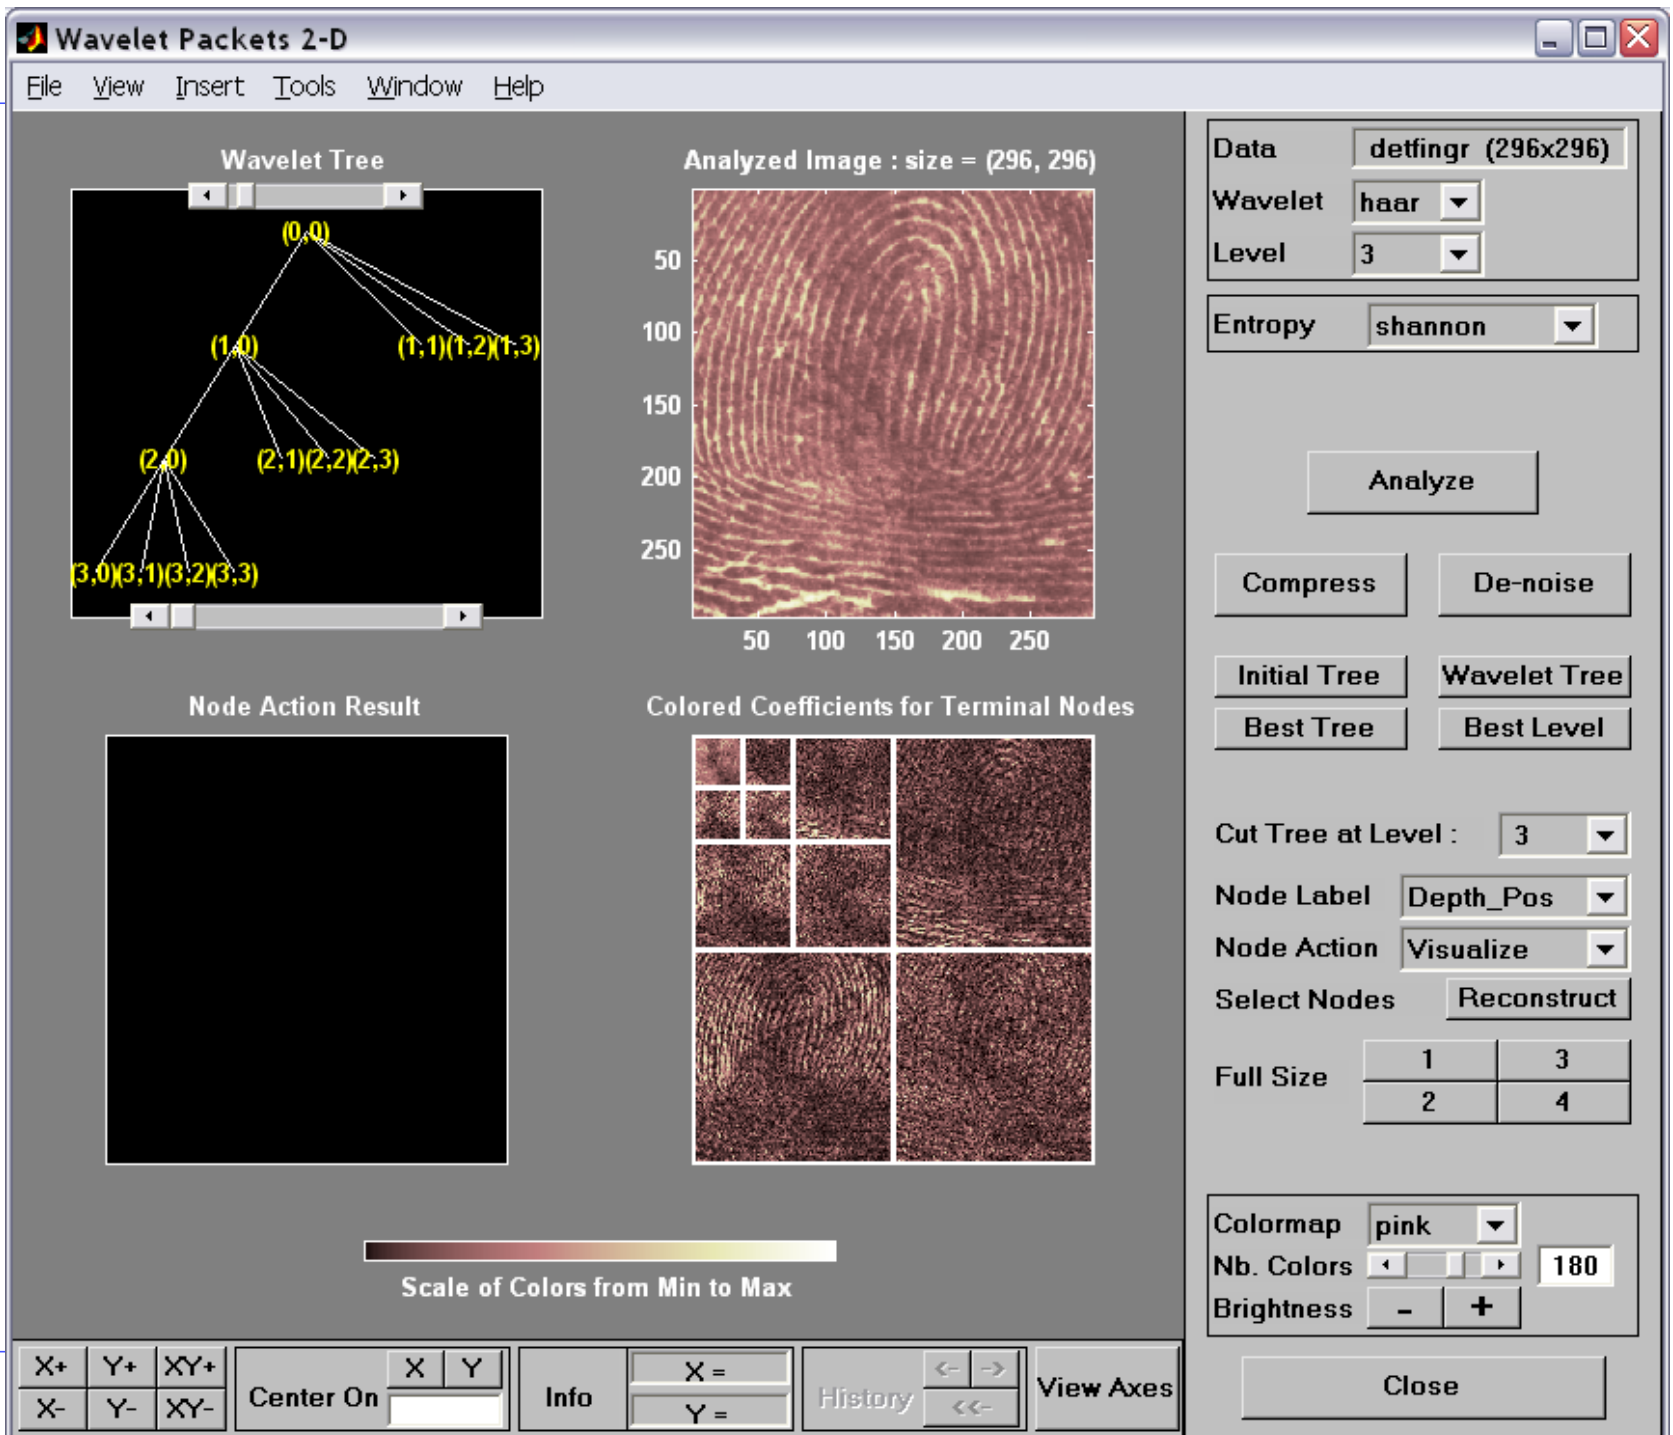 Wavelet Packets 2-D
File View Insert Tools Window Help
Wavelet Tree
(0,0)
(1,0) (1,1)(1,2)(1,3)
(2,0) (2,1)(2,2)(2,3)
(3,0)(3,1)(3,2)(3,3)
Analyzed Image : size = (296, 296)
50
100
150
200
250
50 100 150 200 250
Node Action Result
Colored Coefficients for Terminal Nodes
Scale of Colors from Min to Max
Data detfingr (296x296)
Wavelet haar
Level 3
Entropy shannon
Analyze
Compress De-noise
Initial Tree Wavelet Tree
Best Tree Best Level
Cut Tree at Level : 3
Node Label Depth_Pos
Node Action Visualize
Select Nodes Reconstruct
Full Size 1 3
2 4
Colormap pink
Nb. Colors 180
Brightness - +
Close
X+ Y+ XY+
X- Y- XY-
Center On X Y
Info X =
Y =
History <- ->
<<-
View Axes